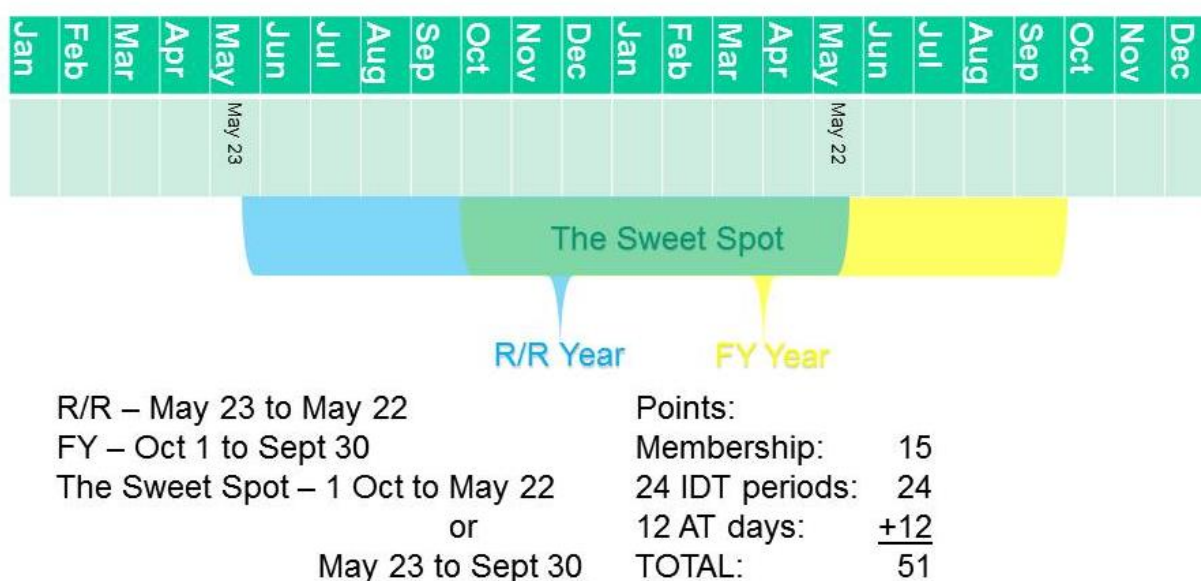 Jan Feb Mar Apr May Jun Jul Aug Sep Oct Nov Dec Jan Feb Mar Apr May Jun Jul Aug Sep Oct Nov Dec
May 23 May 22
The Sweet Spot
R/R Year FY Year
R/R – May 23 to May 22
FY – Oct 1 to Sept 30
The Sweet Spot – 1 Oct to May 22
or
May 23 to Sept 30
Points:
Membership: 15
24 IDT periods: 24
12 AT days: +12
TOTAL: 51